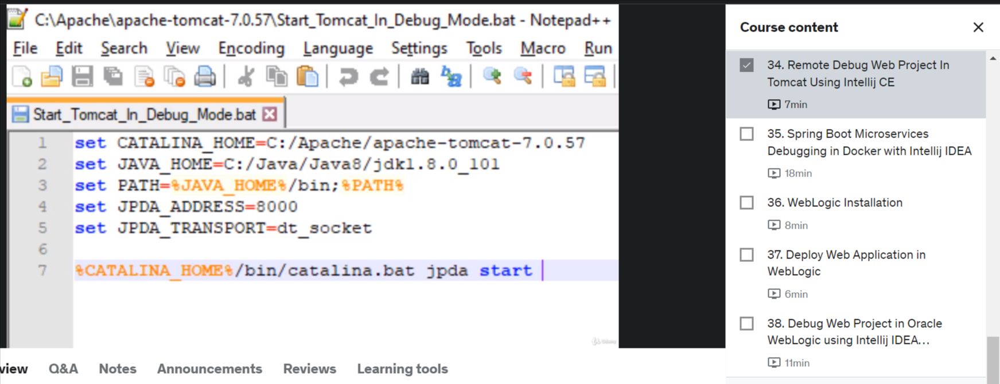 C:\Apache\apache-tomcat-7.0.57\Start_Tomcat_In_Debug_Mode.bat - Notepad++
File Edit Search View Encoding Language Settings Tools Macro Run
Start_Tomcat_In_Debug_Mode.bat
1 set CATALINA_HOME=C:/Apache/apache-tomcat-7.0.57
2 set JAVA_HOME=C:/Java/Java8/jdk1.8.0_101
3 set PATH=%JAVA_HOME%/bin;%PATH%
4 set JPDA_ADDRESS=8000
5 set JPDA_TRANSPORT=dt_socket
6
7 %CATALINA_HOME%/bin/catalina.bat jpda start
Udemy
view Q&A Notes Announcements Reviews Learning tools
Course content
34. Remote Debug Web Project In
Tomcat Using Intellij CE
7min
35. Spring Boot Microservices
Debugging in Docker with Intellij IDEA
18min
36. WebLogic Installation
8min
37. Deploy Web Application in
WebLogic
6min
38. Debug Web Project in Oracle
WebLogic using Intellij IDEA...
11min